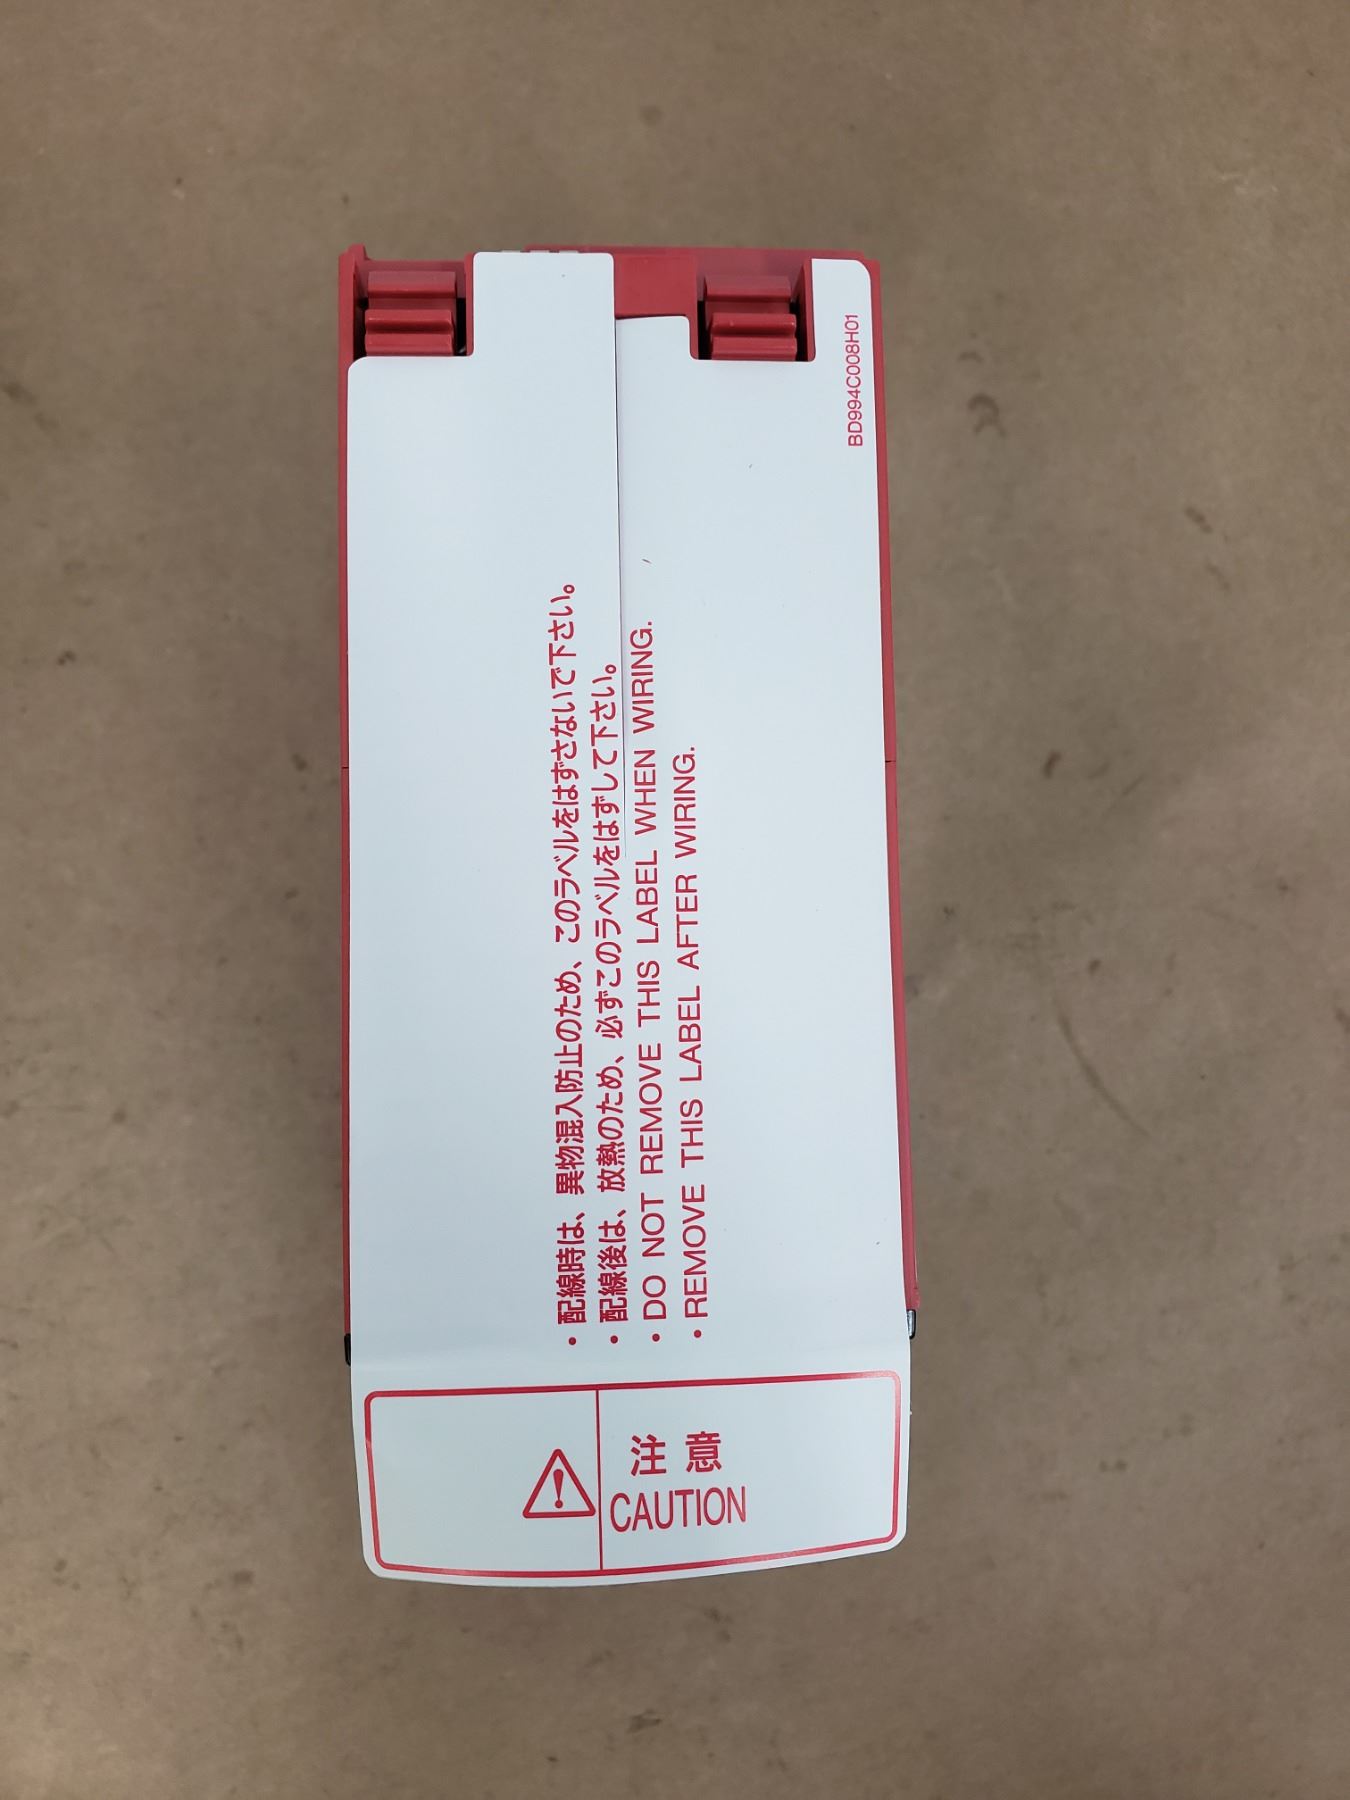 ・配線時は、異物混入防止のため、このラベルをはずさないで下さい。
・配線後は、放熱のため、必ずこのラベルをはずして下さい。
・DO NOT REMOVE THIS LABEL WHEN WIRING.
・REMOVE THIS LABEL AFTER WIRING.
注意
CAUTION
BD994C008H01